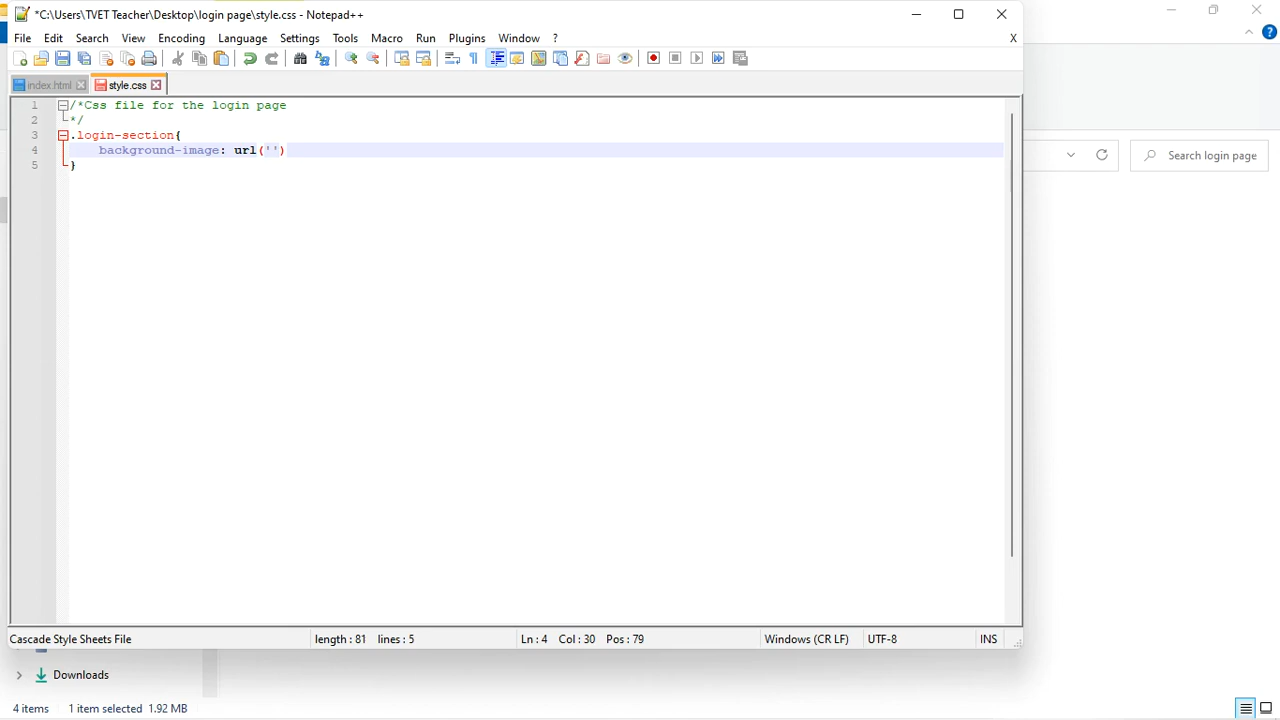 *C:\Users\TVET Teacher\Desktop\login page\style.css - Notepad++
File Edit Search View Encoding Language Settings Tools Macro Run Plugins Window ? X
index.html style.css
1 /*Css file for the login page
2 */
3 .login-section{
4 background-image: url('')
5 }
Search login page
Cascade Style Sheets File length : 81 lines : 5 Ln : 4 Col : 30 Pos : 79 Windows (CR LF) UTF-8 INS
Downloads
4 items 1 item selected 1.92 MB